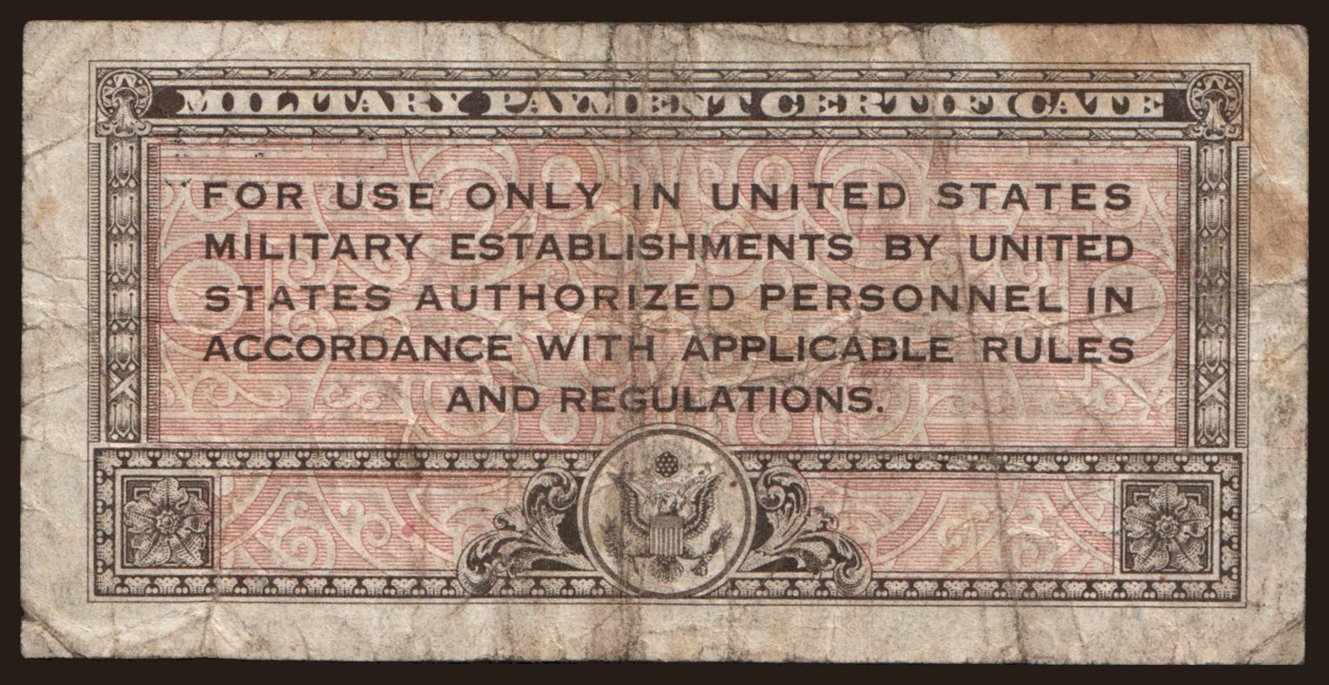 MILITARY PAYMENT CERTIFICATE
FOR USE ONLY IN UNITED STATES
MILITARY ESTABLISHMENTS BY UNITED
STATES AUTHORIZED PERSONNEL IN
ACCORDANCE WITH APPLICABLE RULES
AND REGULATIONS.